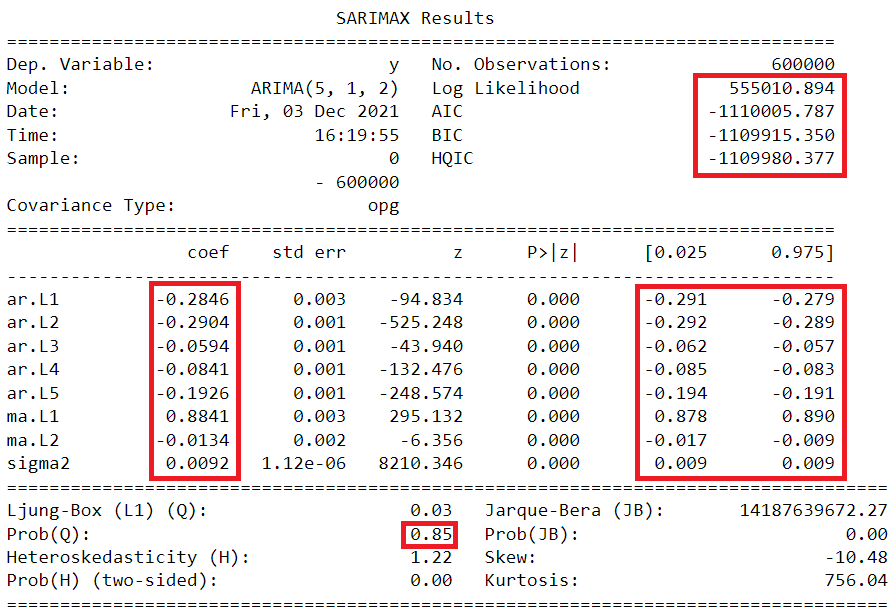 SARIMAX Results
==============================================================================
Dep. Variable:                      y   No. Observations:               600000
Model:                 ARIMA(5, 1, 2)   Log Likelihood              555010.894
Date:                Fri, 03 Dec 2021   AIC                       -1110005.787
Time:                        16:19:55   BIC                       -1109915.350
Sample:                             0   HQIC                      -1109980.377
- 600000
Covariance Type:                  opg
==============================================================================
coef    std err          z      P>|z|      [0.025      0.975]
------------------------------------------------------------------------------
ar.L1         -0.2846      0.003    -94.834      0.000      -0.291      -0.279
ar.L2         -0.2904      0.001   -525.248      0.000      -0.292      -0.289
ar.L3         -0.0594      0.001    -43.940      0.000      -0.062      -0.057
ar.L4         -0.0841      0.001   -132.476      0.000      -0.085      -0.083
ar.L5         -0.1926      0.001   -248.574      0.000      -0.194      -0.191
ma.L1          0.8841      0.003    295.132      0.000       0.878       0.890
ma.L2         -0.0134      0.002     -6.356      0.000      -0.017      -0.009
sigma2         0.0092   1.12e-06   8210.346      0.000       0.009       0.009
===================================================================================
Ljung-Box (L1) (Q):                   0.03   Jarque-Bera (JB):       14187639672.27
Prob(Q):                              0.85   Prob(JB):                         0.00
Heteroskedasticity (H):               1.22   Skew:                           -10.48
Prob(H) (two-sided):                  0.00   Kurtosis:                       756.04
===================================================================================